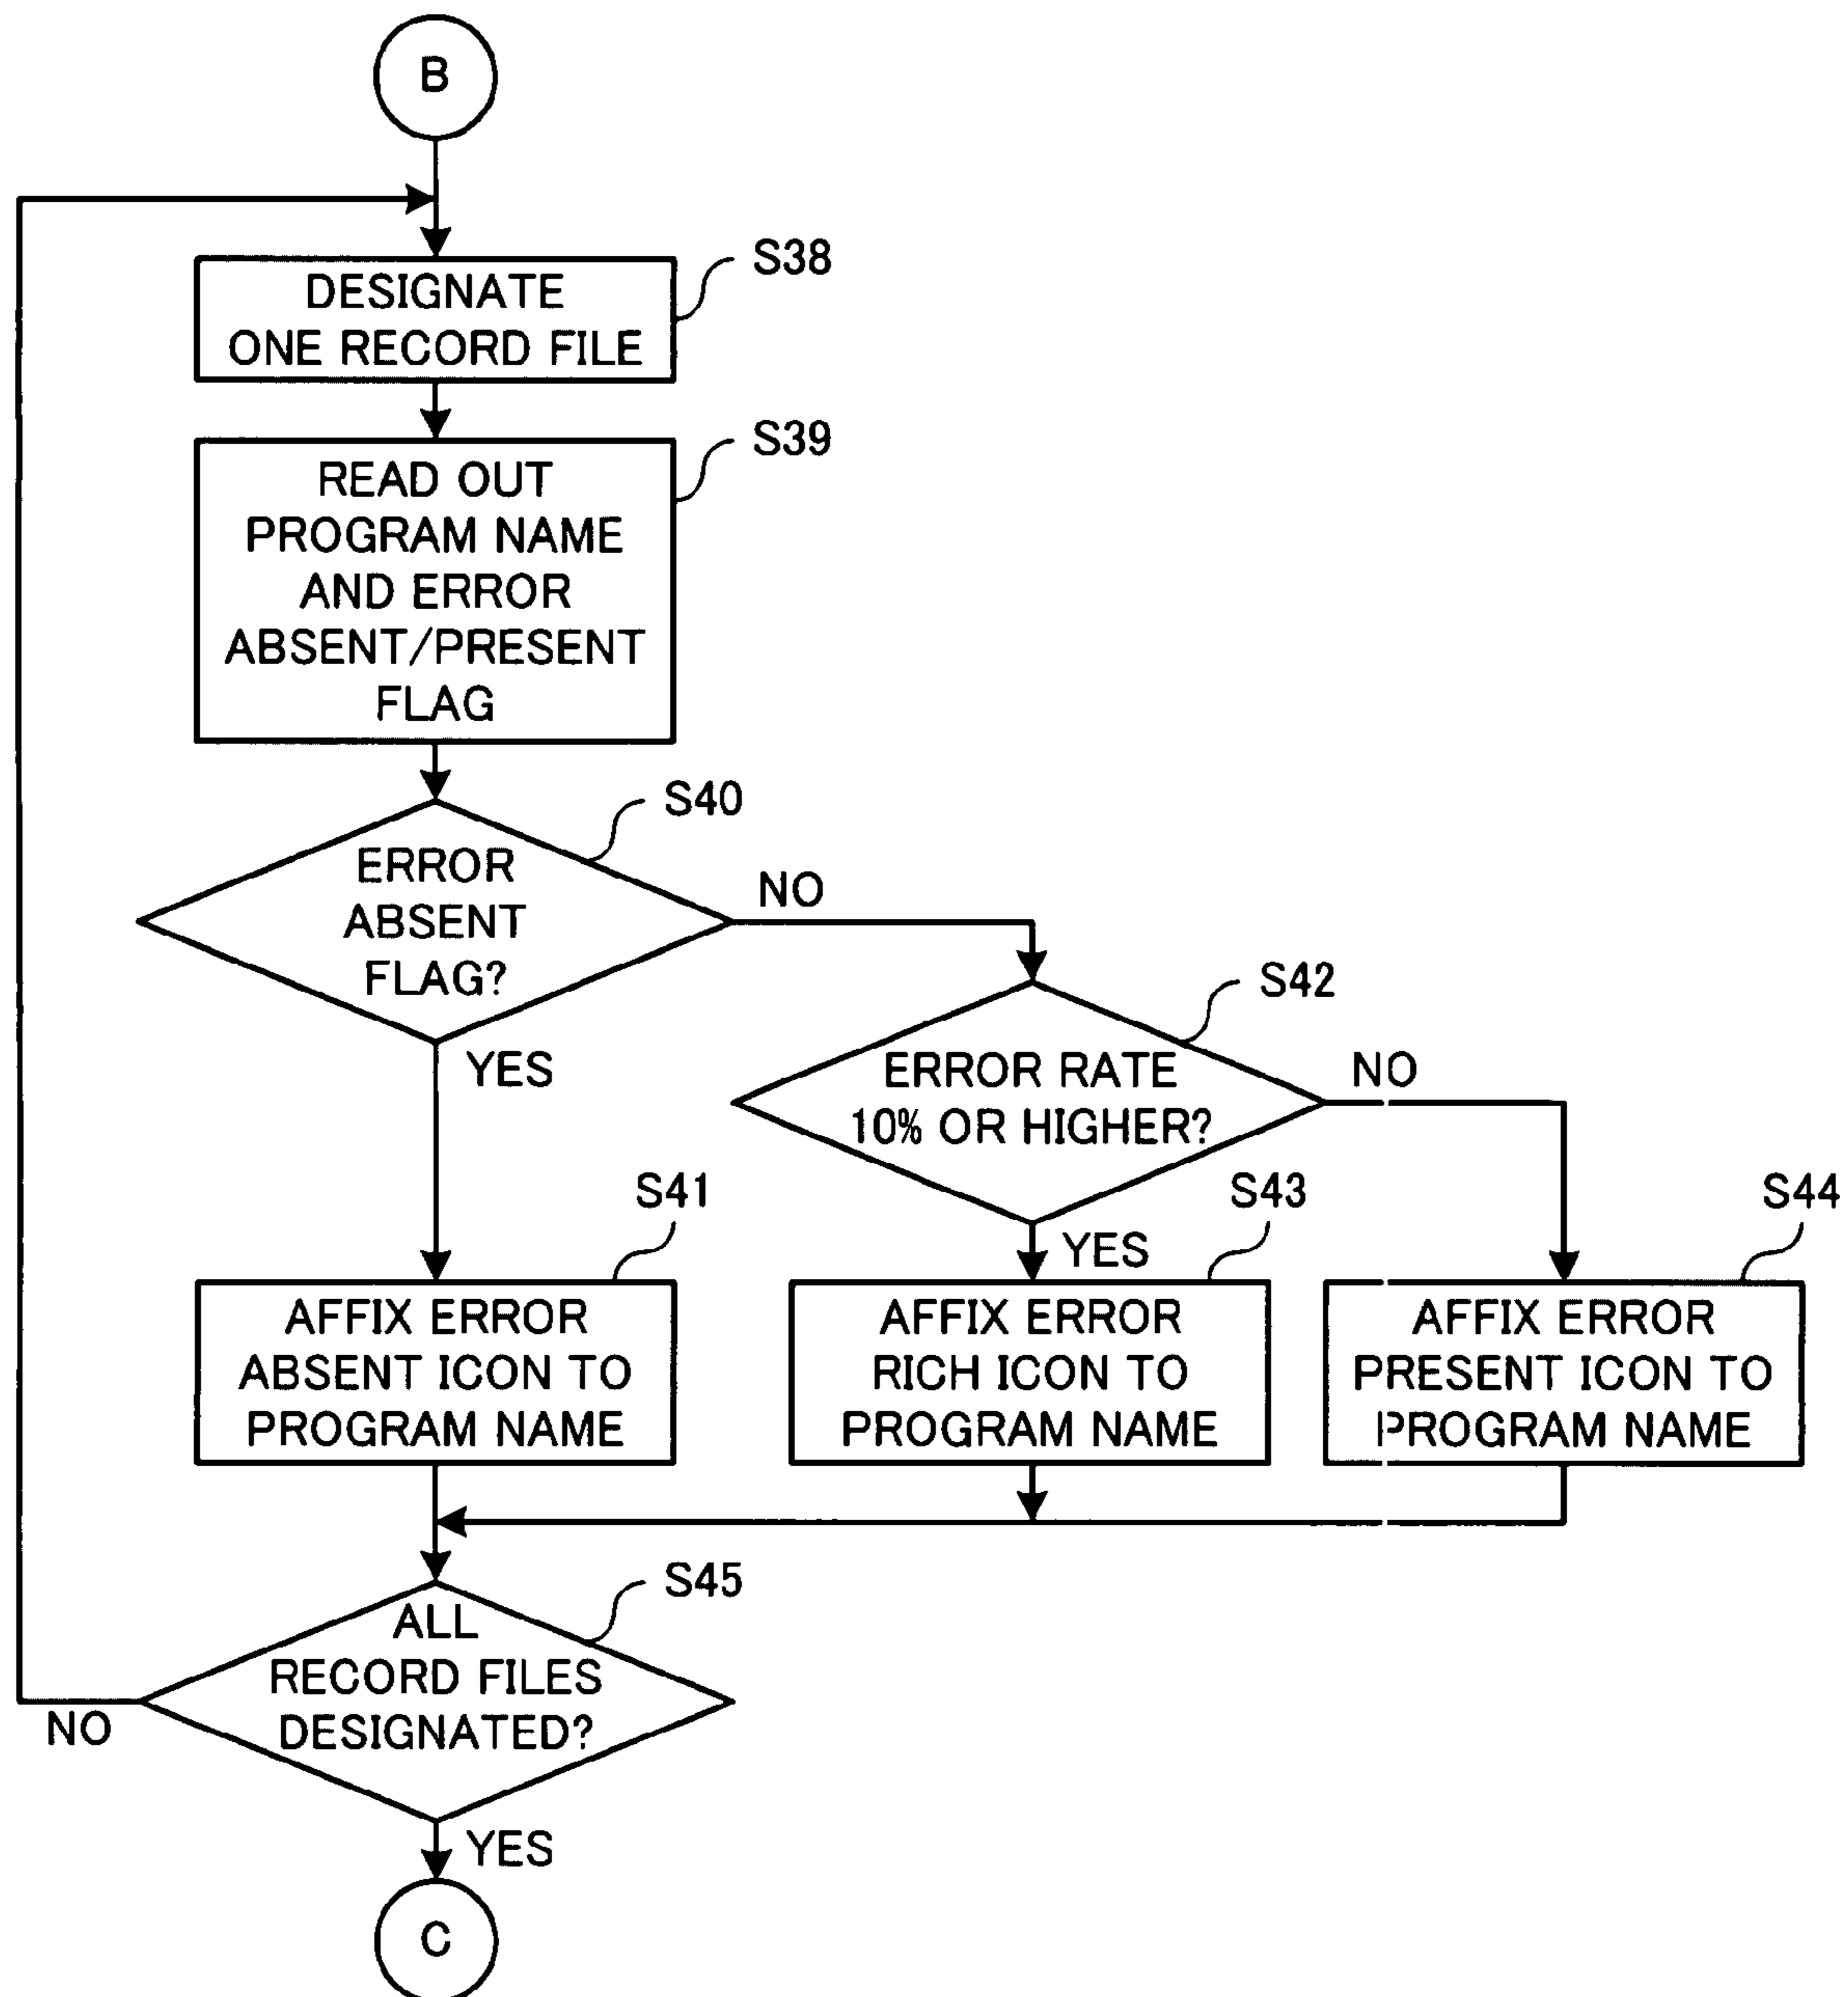 B
S38
DESIGNATE
ONE RECORD FILE
S39
READ OUT
PROGRAM NAME
AND ERROR
ABSENT/PRESENT
FLAG
S40
ERROR
ABSENT
FLAG?
NO
YES
S42
ERROR RATE
10% OR HIGHER?
NO
YES
S41
AFFIX ERROR
ABSENT ICON TO
PROGRAM NAME
S43
AFFIX ERROR
RICH ICON TO
PROGRAM NAME
S44
AFFIX ERROR
PRESENT ICON TO
PROGRAM NAME
S45
ALL
RECORD FILES
DESIGNATED?
NO
YES
C